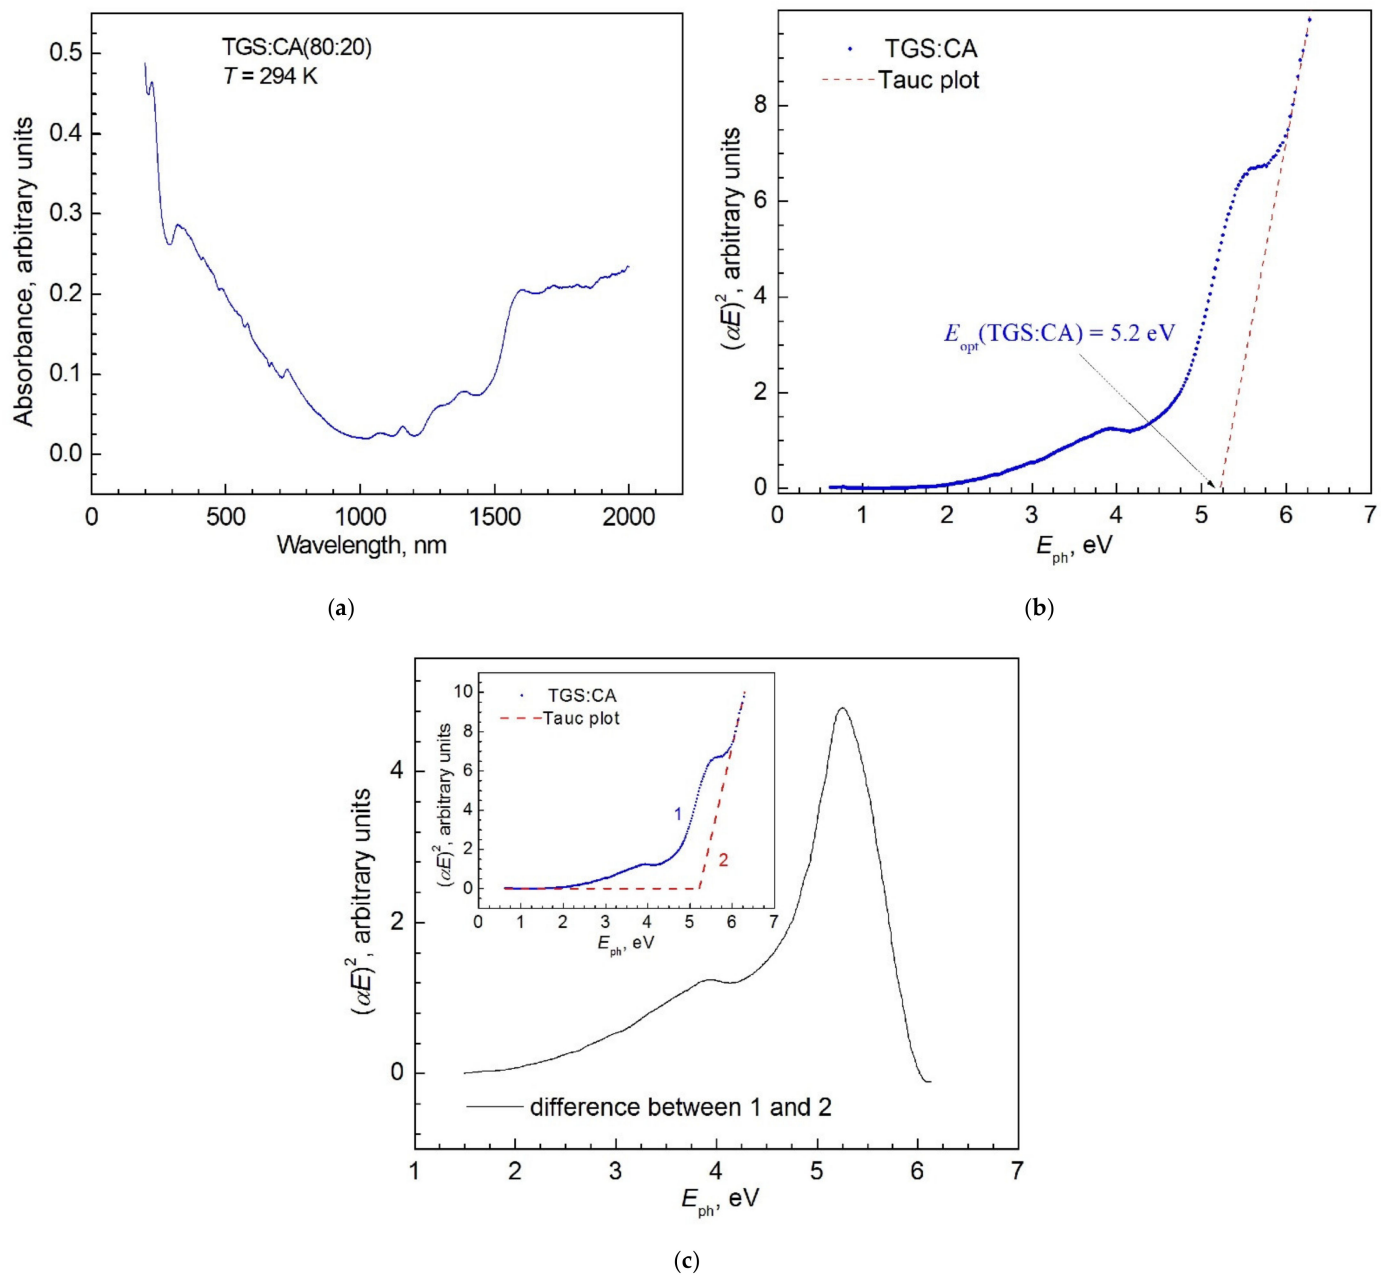 TGS:CA(80:20)
T = 294 K
0.5
0.4
0.3
0.2
0.1
0.0
Absorbance, arbitrary units
0 500 1000 1500 2000
Wavelength, nm
(a)
TGS:CA
Tauc plot
8
6
4
2
0
(αE)², arbitrary units
E_opt(TGS:CA) = 5.2 eV
0 1 2 3 4 5 6 7
E_ph, eV
(b)
TGS:CA
Tauc plot
10
8
6
4
2
0
(αE)², arbitrary units
1
2
0 1 2 3 4 5 6 7
E_ph, eV
4
2
0
(αE)², arbitrary units
difference between 1 and 2
1 2 3 4 5 6 7
E_ph, eV
(c)